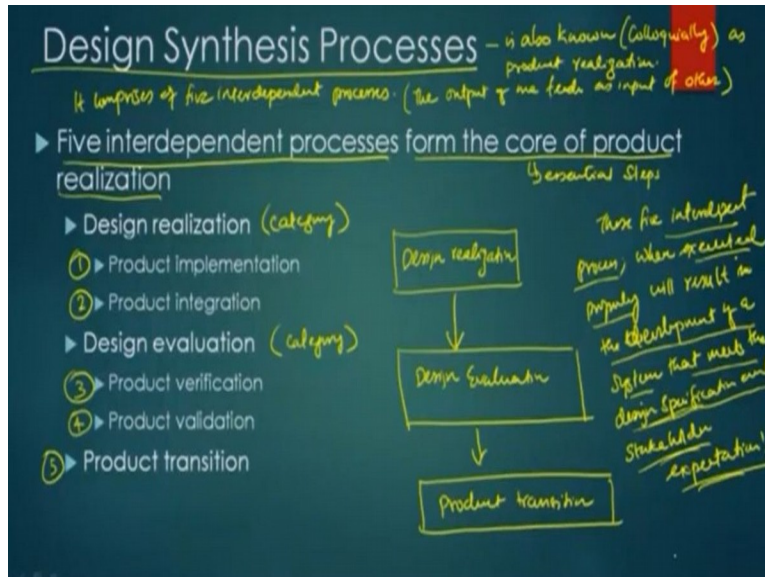 Design Synthesis Processes – is also known (Colloquially) as
product realization.
It comprises of five interdependent processes. (The output of one feeds as input of other)
▶ Five interdependent processes form the core of product
realization
↳ essential steps
▶ Design realization (category)
① ▶ Product implementation
② ▶ Product integration
▶ Design evaluation (category)
③ ▶ Product verification
④ ▶ Product validation
⑤ ▶ Product transition
Design realization
Design Evaluation
Product transition
These five interdependent
process, when executed
properly will result in
the development of a
System that meets the
design specification and
Stakeholder
expectation!